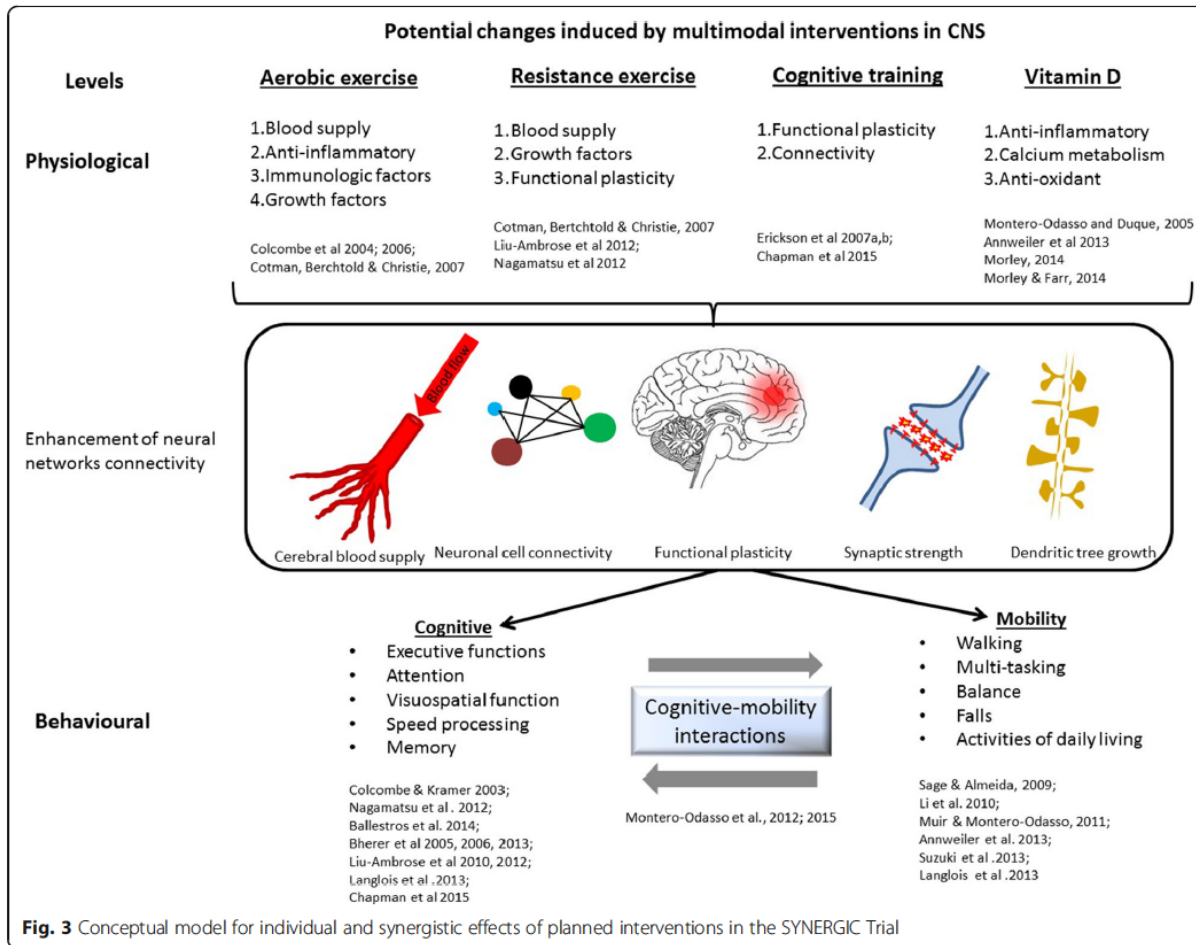 Potential changes induced by multimodal interventions in CNS
Levels
Aerobic exercise
Resistance exercise
Cognitive training
Vitamin D
Physiological
1.Blood supply
2.Anti-inflammatory
3.Immunologic factors
4.Growth factors
Colcombe et al 2004; 2006;
Cotman, Berchtold & Christie, 2007
1.Blood supply
2.Growth factors
3.Functional plasticity
Cotman, Bertchtold & Christie, 2007
Liu-Ambrose et al 2012;
Nagamatsu et al 2012
1.Functional plasticity
2.Connectivity
Erickson et al 2007a,b;
Chapman et al 2015
1.Anti-inflammatory
2.Calcium metabolism
3.Anti-oxidant
Montero-Odasso and Duque, 2005
Annweiler et al 2013
Morley, 2014
Morley & Farr, 2014
Enhancement of neural
networks connectivity
Blood flow
Cerebral blood supply
Neuronal cell connectivity
Functional plasticity
Synaptic strength
Dendritic tree growth
Behavioural
Cognitive
• Executive functions
• Attention
• Visuospatial function
• Speed processing
• Memory
Colcombe & Kramer 2003;
Nagamatsu et al. 2012;
Ballestros et al. 2014;
Bherer et al 2005, 2006, 2013;
Liu-Ambrose et al 2010, 2012;
Langlois et al .2013;
Chapman et al 2015
Cognitive-mobility
interactions
Montero-Odasso et al., 2012; 2015
Mobility
• Walking
• Multi-tasking
• Balance
• Falls
• Activities of daily living
Sage & Almeida, 2009;
Li et al. 2010;
Muir & Montero-Odasso, 2011;
Annweiler et al. 2013;
Suzuki et al .2013;
Langlois et al .2013
Fig. 3 Conceptual model for individual and synergistic effects of planned interventions in the SYNERGIC Trial